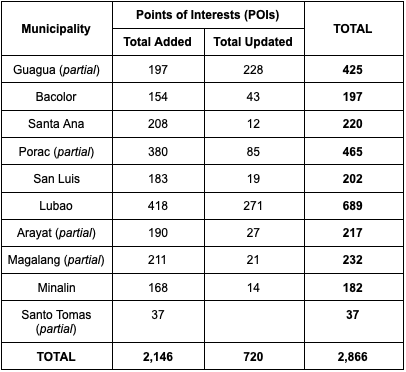 Municipality Points of Interests (POIs) TOTAL
Total Added Total Updated
Guagua (partial) 197 228 425
Bacolor 154 43 197
Santa Ana 208 12 220
Porac (partial) 380 85 465
San Luis 183 19 202
Lubao 418 271 689
Arayat (partial) 190 27 217
Magalang (partial) 211 21 232
Minalin 168 14 182
Santo Tomas
(partial) 37 37
TOTAL 2,146 720 2,866